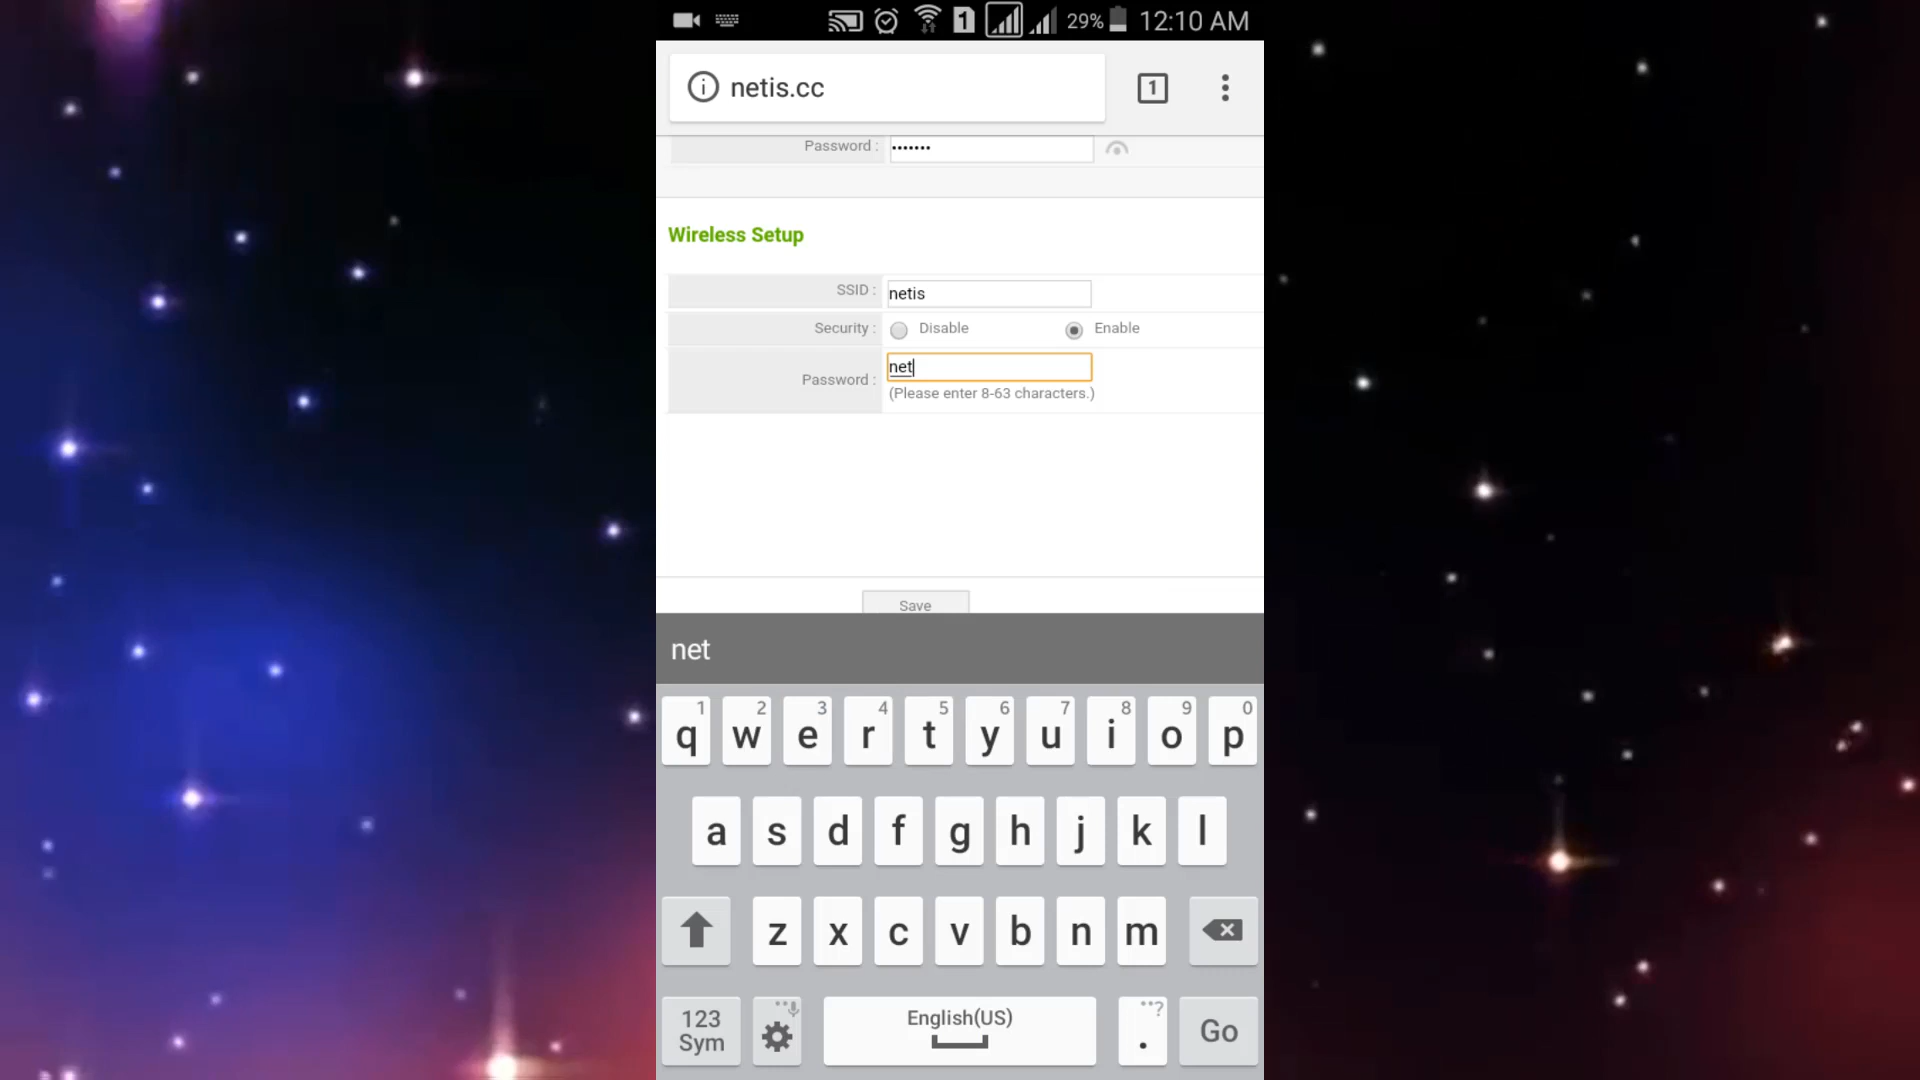 1 29% 12:10 AM
netis.cc 1
Password : •••••••
Wireless Setup
SSID : netis
Security : Disable Enable
Password : net
(Please enter 8-63 characters.)
Save
net
1 2 3 4 5 6 7 8 9 0
q w e r t y u i o p
a s d f g h j k l
z x c v b n m
123 English(US) ?
Sym . Go